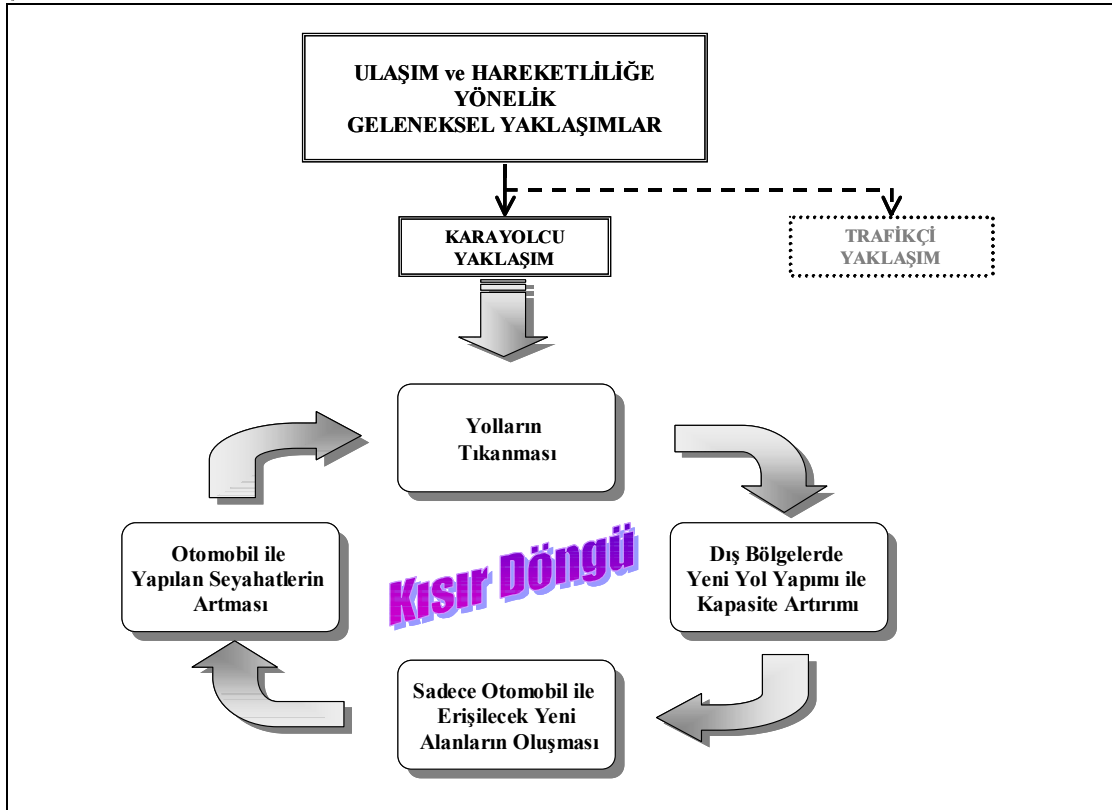 ULAŞIM ve HAREKETLİLİĞE
YÖNELİK
GELENEKSEL YAKLAŞIMLAR
KARAYOLCU
YAKLAŞIM
TRAFİKÇİ
YAKLAŞIM
Yolların
Tıkanması
Otomobil ile
Yapılan Seyahatlerin
Artması
Kısır Döngü
Dış Bölgelerde
Yeni Yol Yapımı ile
Kapasite Artırımı
Sadece Otomobil ile
Erişilecek Yeni
Alanların Oluşması